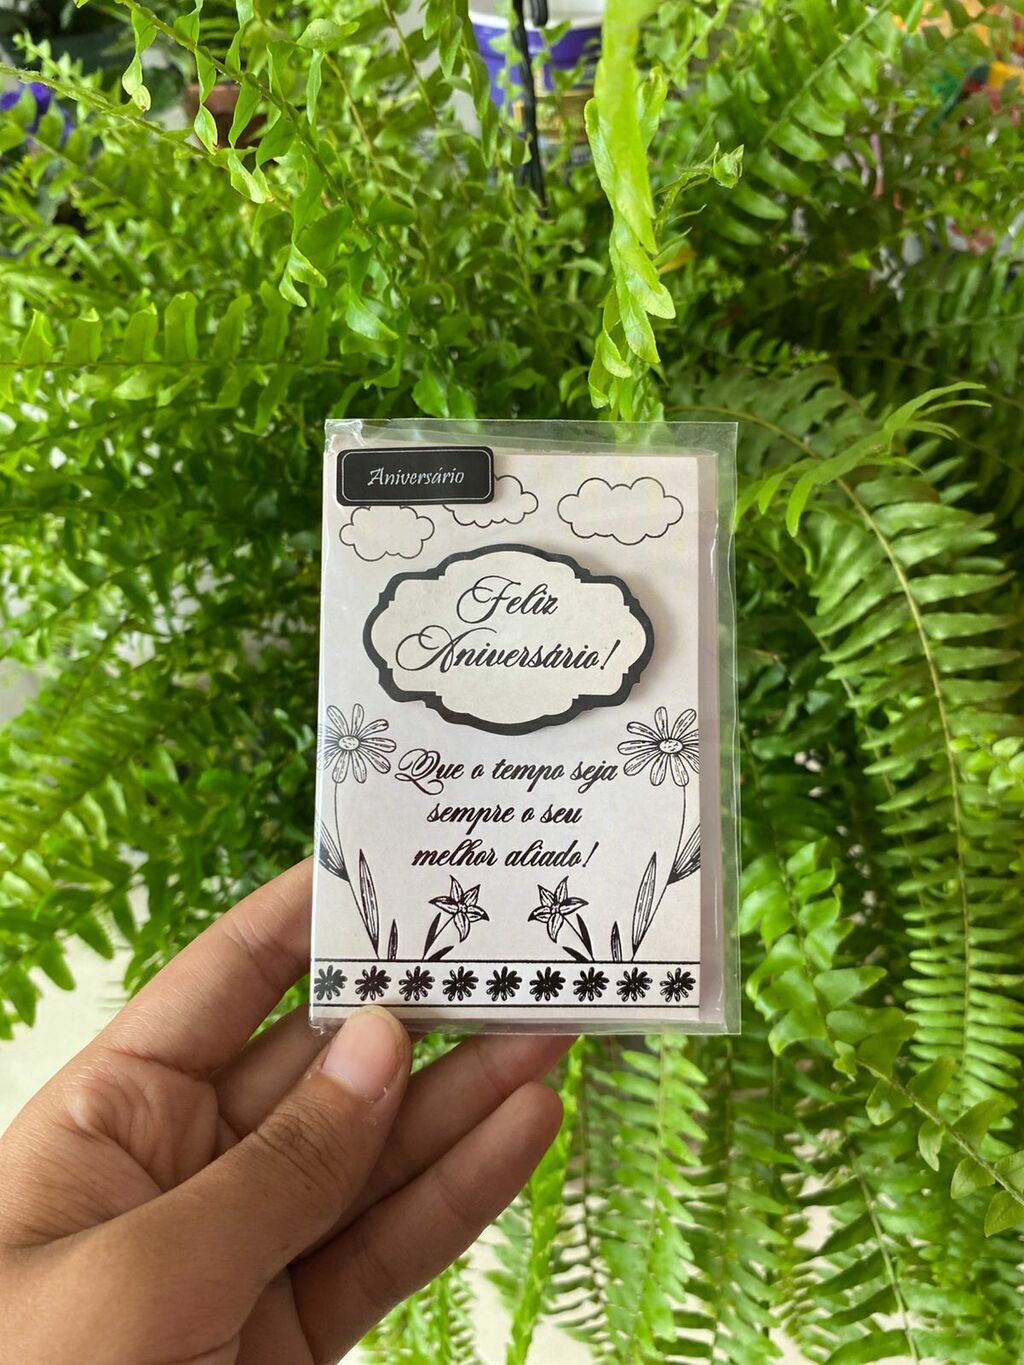 Aniversário
Feliz
Aniversário!
Que o tempo seja
sempre o seu
melhor aliado!